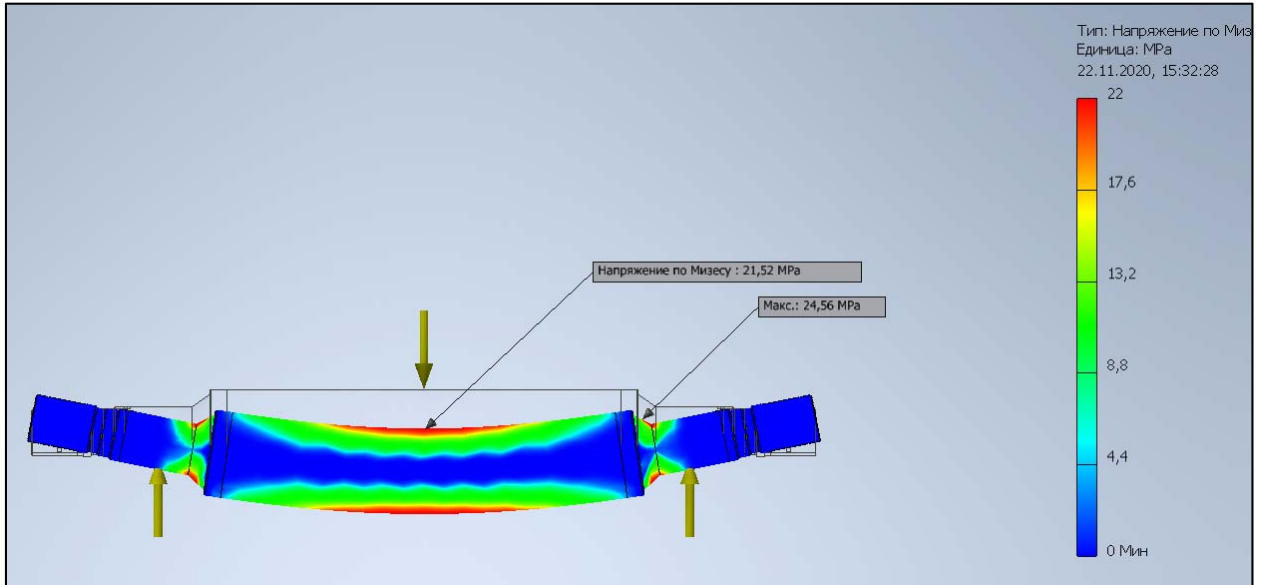 Тип: Напряжение по Миз
Единица: MPa
22.11.2020, 15:32:28
22
17,6
13,2
Напряжение по Мизесу : 21,52 MPa
Макс.: 24,56 MPa
8,8
4,4
0 Мин